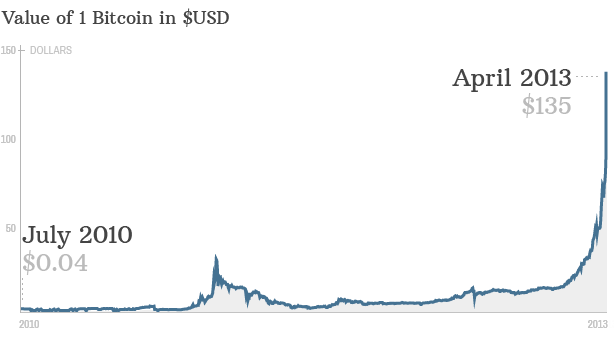 Value of 1 Bitcoin in $USD
150 DOLLARS
April 2013
$135
100
50
July 2010
$0.04
2010 2013